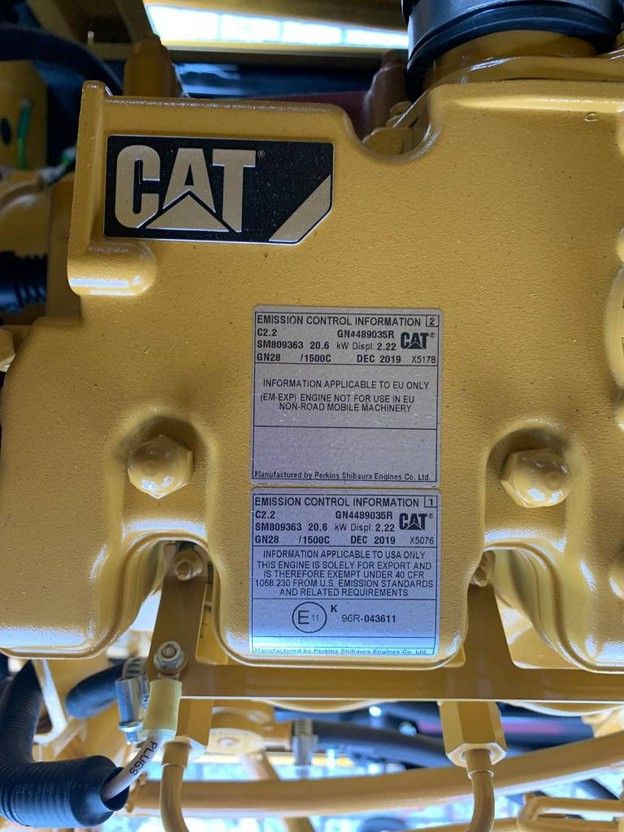 CAT®
EMISSION CONTROL INFORMATION 2
C2.2 GN4489035R
SM809363 20.6 kW Displ: 2.22 CAT®
GN28 /1500C DEC 2019 X5178
INFORMATION APPLICABLE TO EU ONLY
(EM-EXP) ENGINE NOT FOR USE IN EU
NON-ROAD MOBILE MACHINERY
Manufactured by Perkins Shibaura Engines Co. Ltd.
EMISSION CONTROL INFORMATION 1
C2.2 GN4489035R
SM809363 20.6 kW Displ: 2.22 CAT®
GN28 /1500C DEC 2019 X5076
INFORMATION APPLICABLE TO USA ONLY
THIS ENGINE IS SOLELY FOR EXPORT AND
IS THEREFORE EXEMPT UNDER 40 CFR
1068.230 FROM U.S. EMISSION STANDARDS
AND RELATED REQUIREMENTS
E11 K 96R-043611
Manufactured by Perkins Shibaura Engines Co. Ltd.
PLUGS